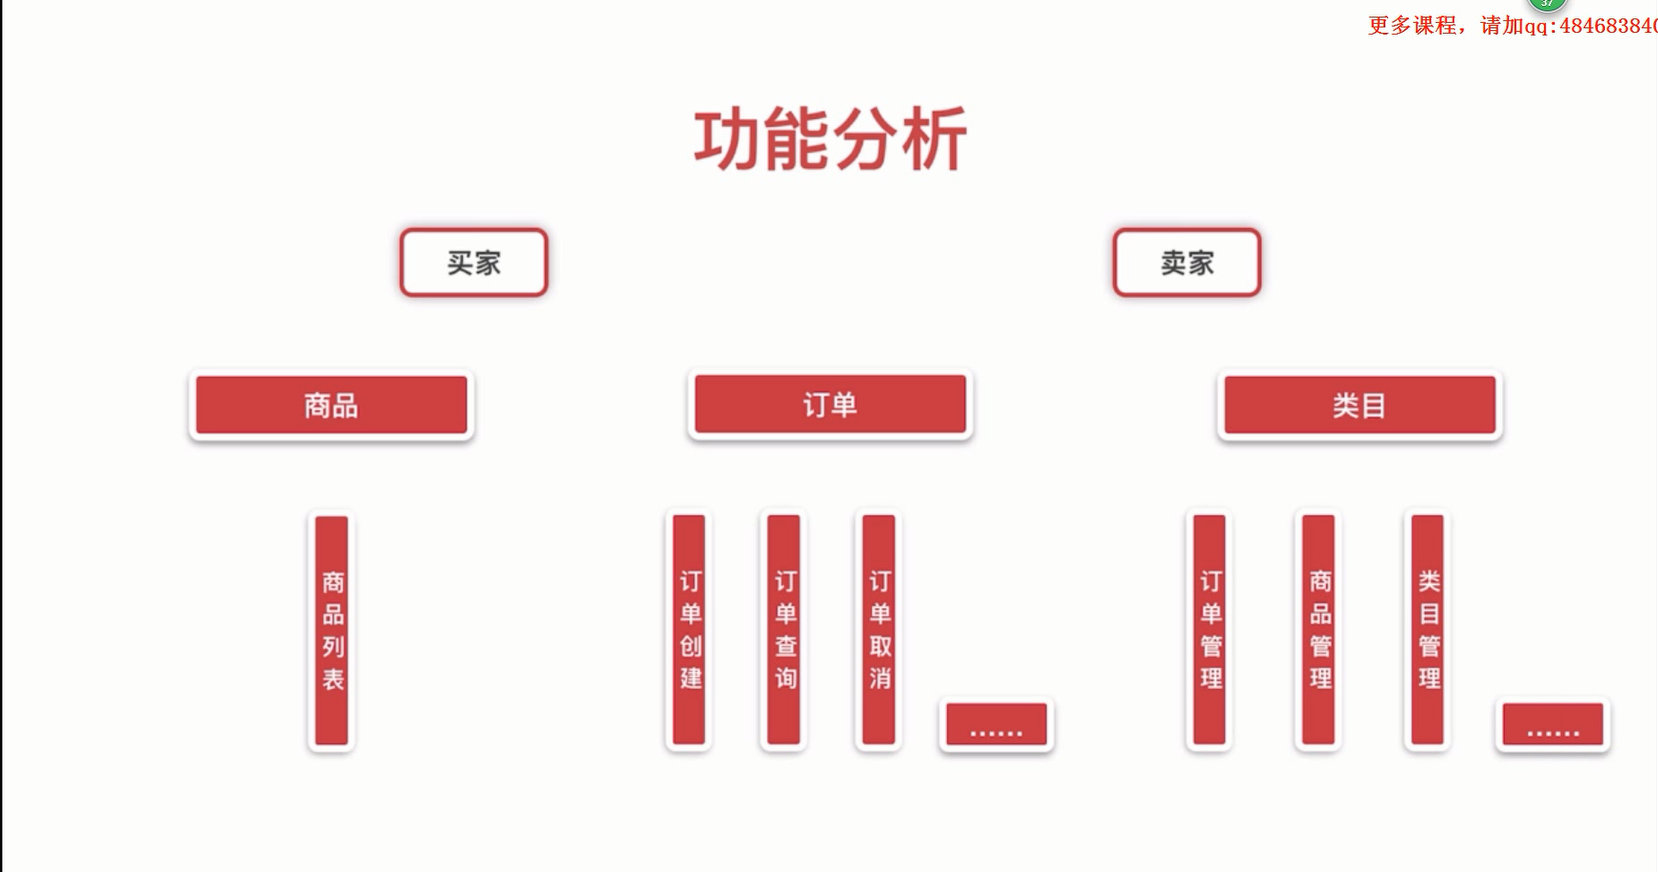 37
更多课程，请加qq:48468384
功能分析
买家
卖家
商品
订单
类目
商品列表
订单创建
订单查询
订单取消
......
订单管理
商品管理
类目管理
......